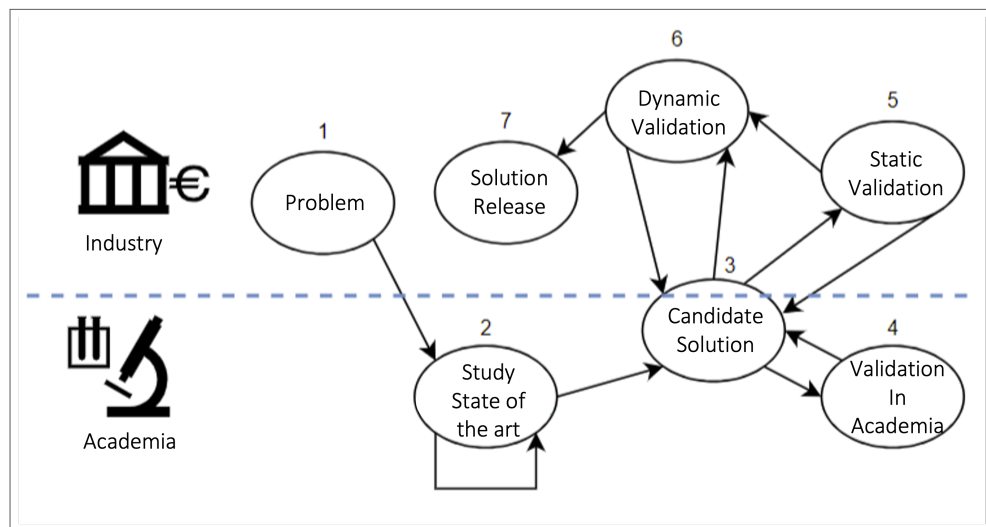 6
Dynamic
Validation
5
Static
Validation
7
Solution
Release
1
Problem
€
Industry
3
Candidate
Solution
2
Study
State of
the art
4
Validation
In
Academia
Academia